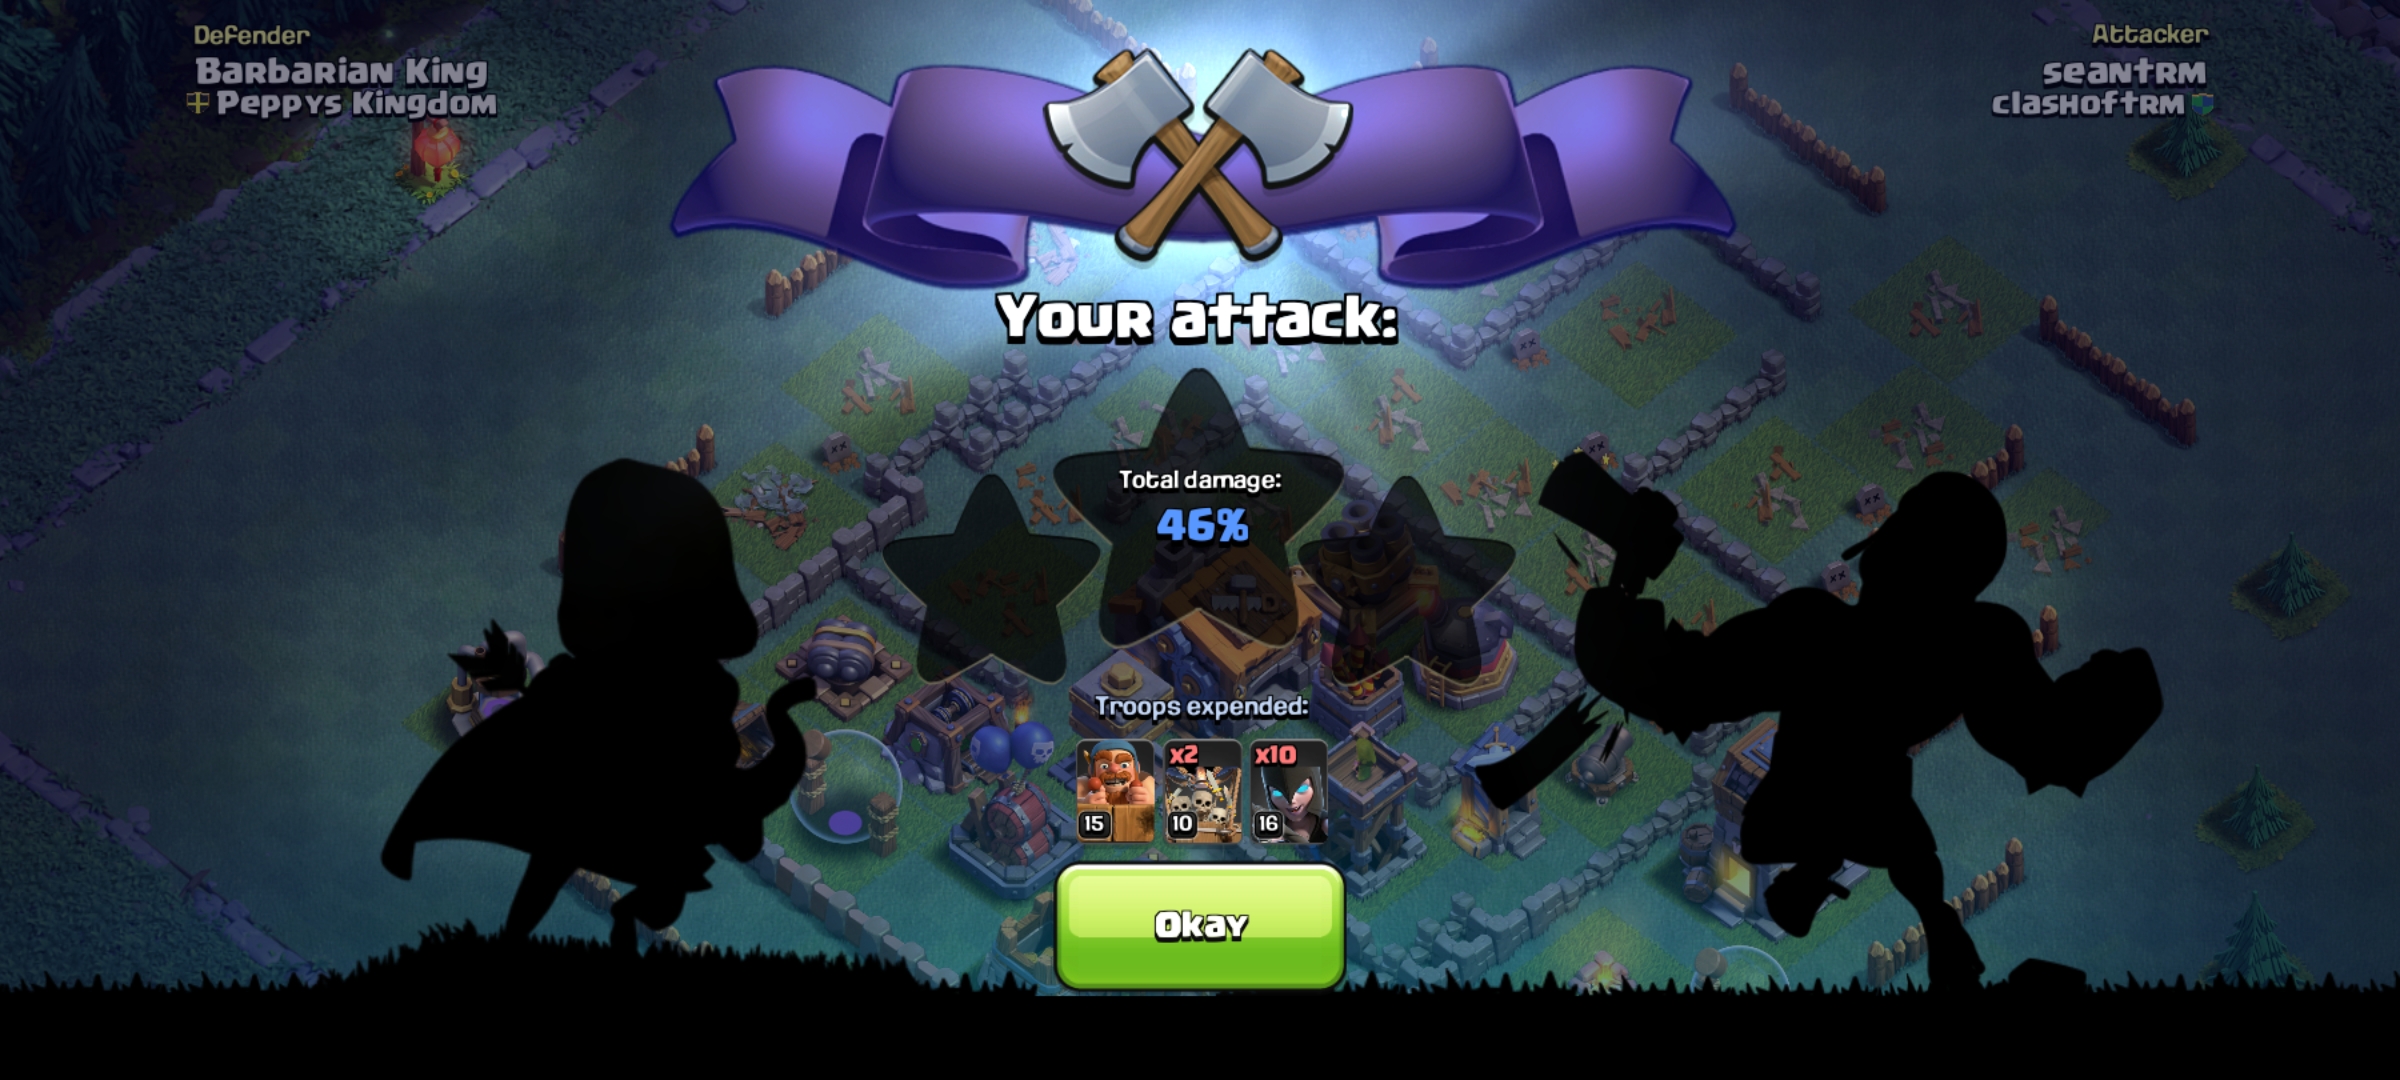 Defender
Barbarian King
Peppys Kingdom
Attacker
seantrm
clashoftrm
Your attack:
Total damage:
46%
Troops expended:
x2
x10
15
10
16
Okay